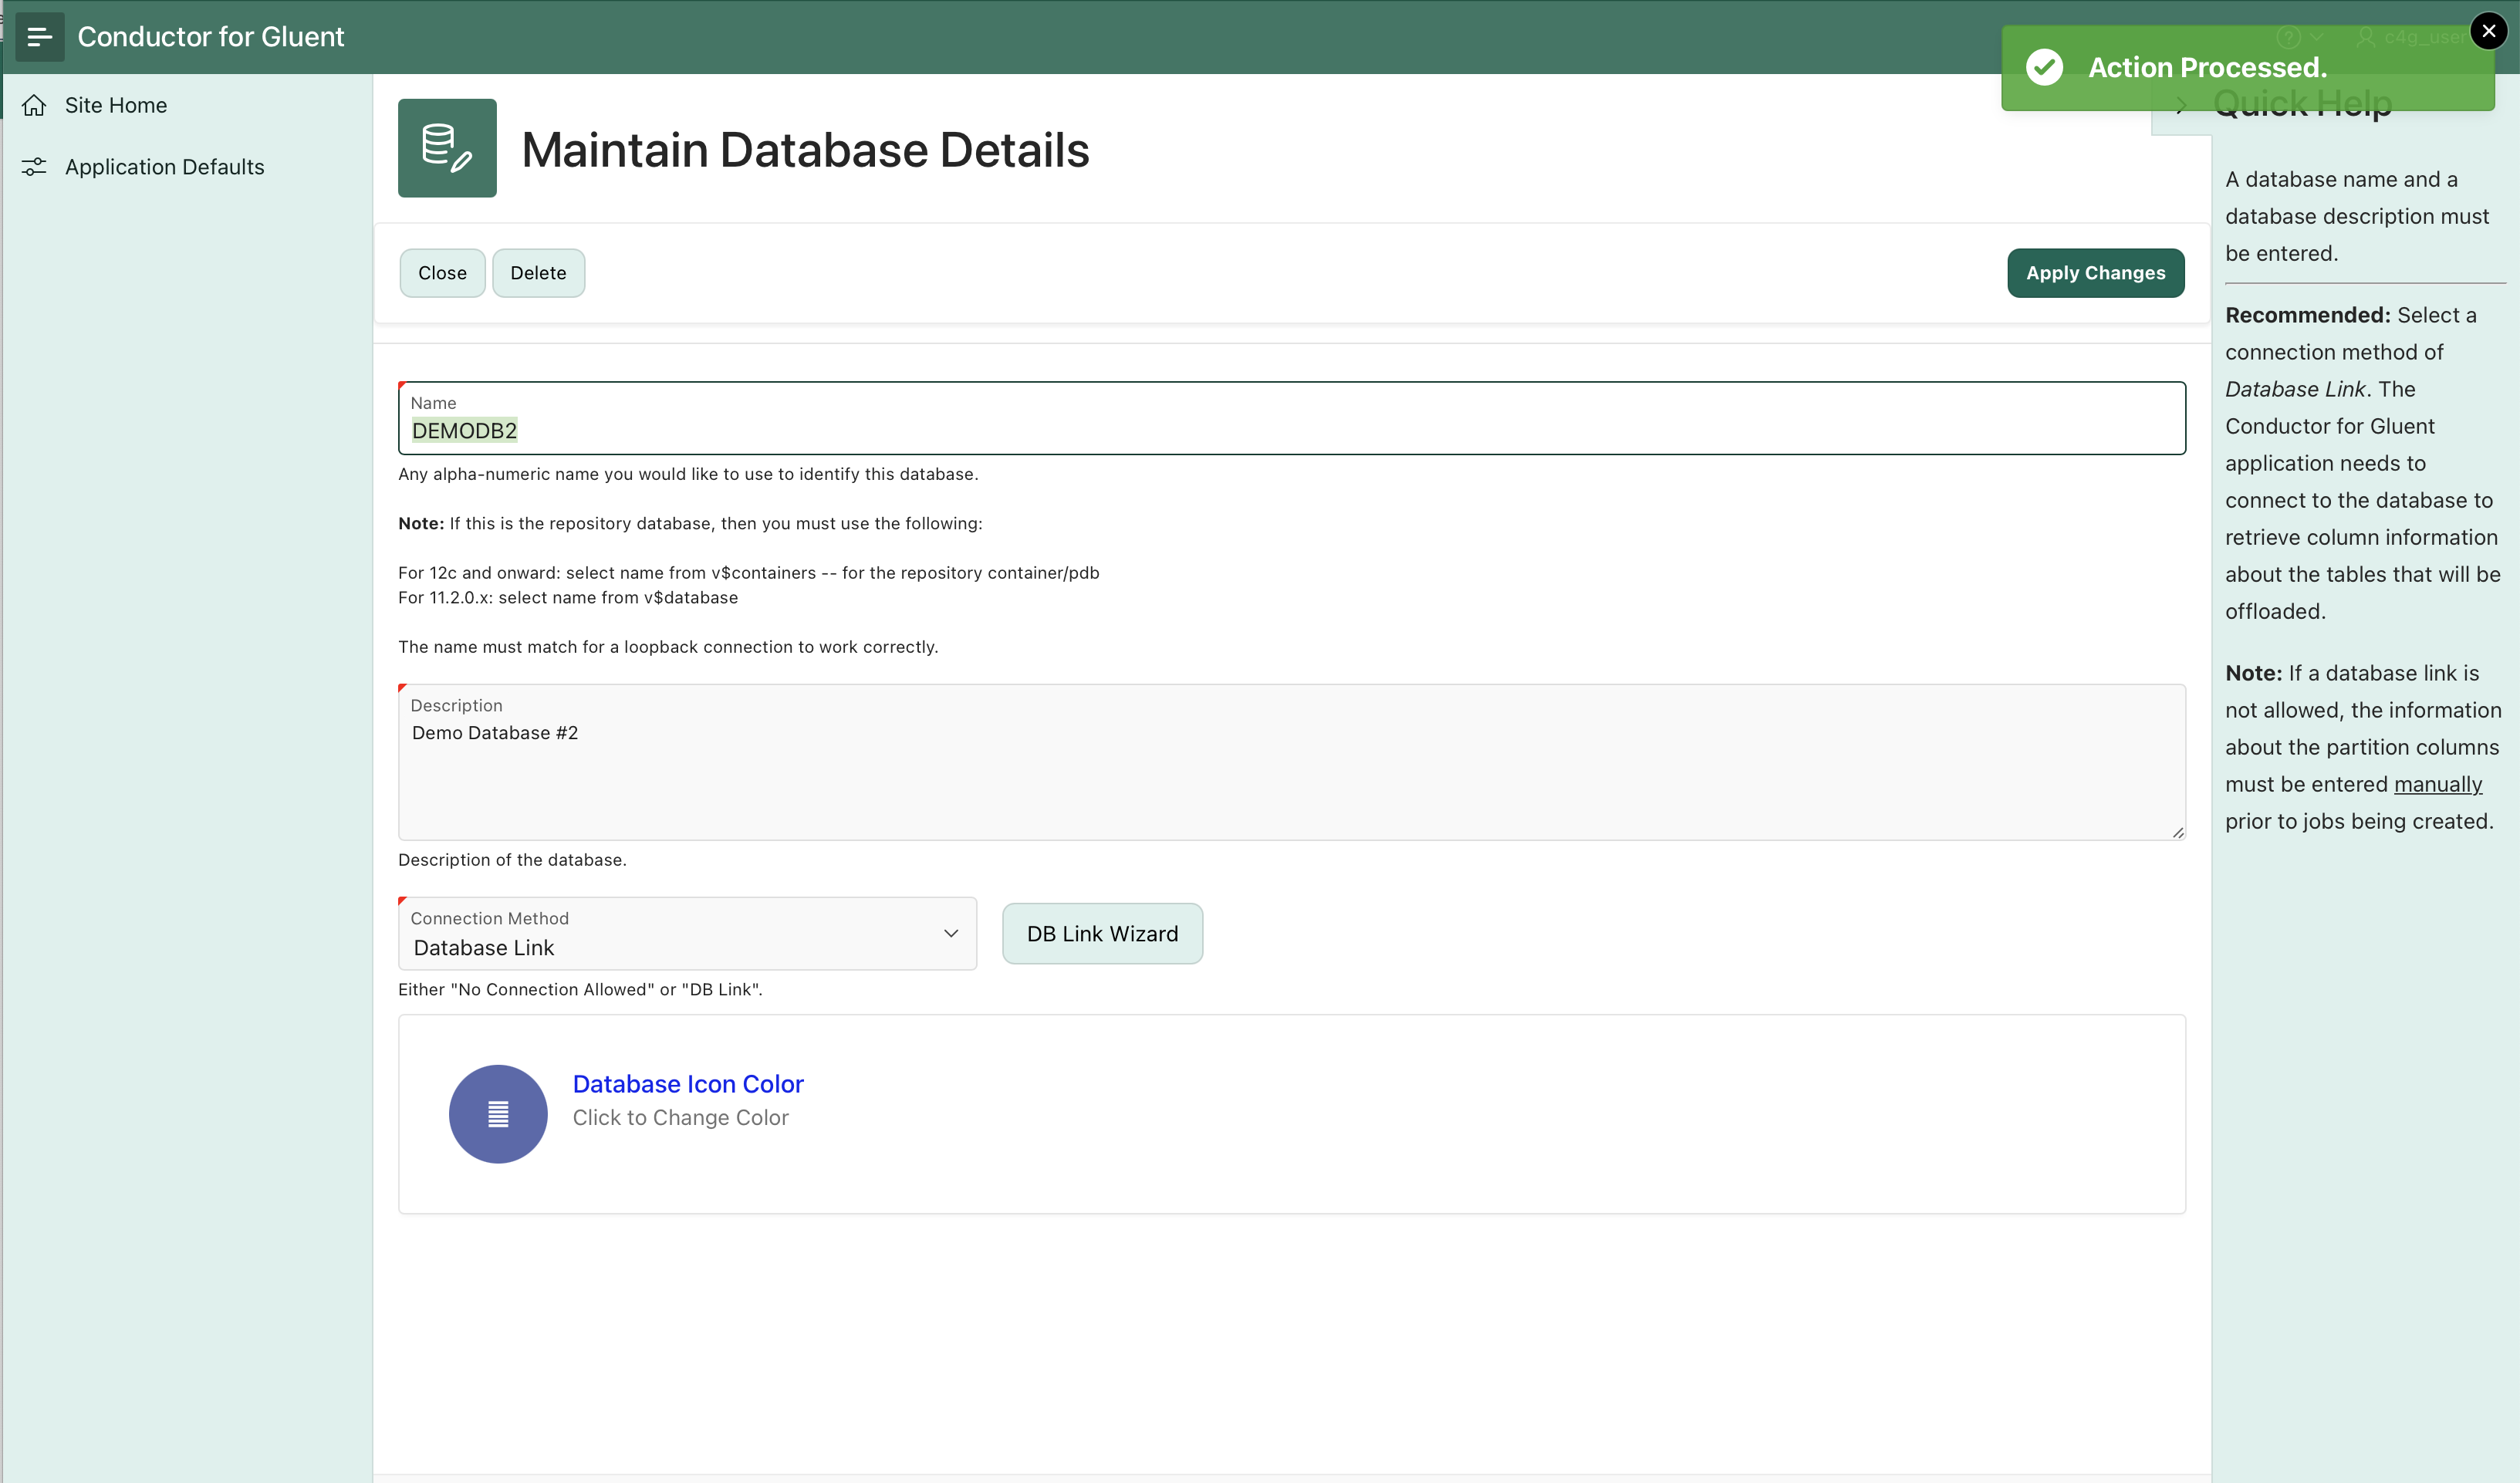 Conductor for Gluent
c4g_user
Action Processed.
Site Home
Application Defaults
Maintain Database Details
Close
Delete
Apply Changes
Name
DEMODB2
Any alpha-numeric name you would like to use to identify this database.
Note: If this is the repository database, then you must use the following:
For 12c and onward: select name from v$containers -- for the repository container/pdb
For 11.2.0.x: select name from v$database
The name must match for a loopback connection to work correctly.
Description
Demo Database #2
Description of the database.
Connection Method
Database Link
DB Link Wizard
Either "No Connection Allowed" or "DB Link".
Database Icon Color
Click to Change Color
Quick Help
A database name and a
database description must
be entered.
Recommended: Select a
connection method of
Database Link. The
Conductor for Gluent
application needs to
connect to the database to
retrieve column information
about the tables that will be
offloaded.
Note: If a database link is
not allowed, the information
about the partition columns
must be entered manually
prior to jobs being created.